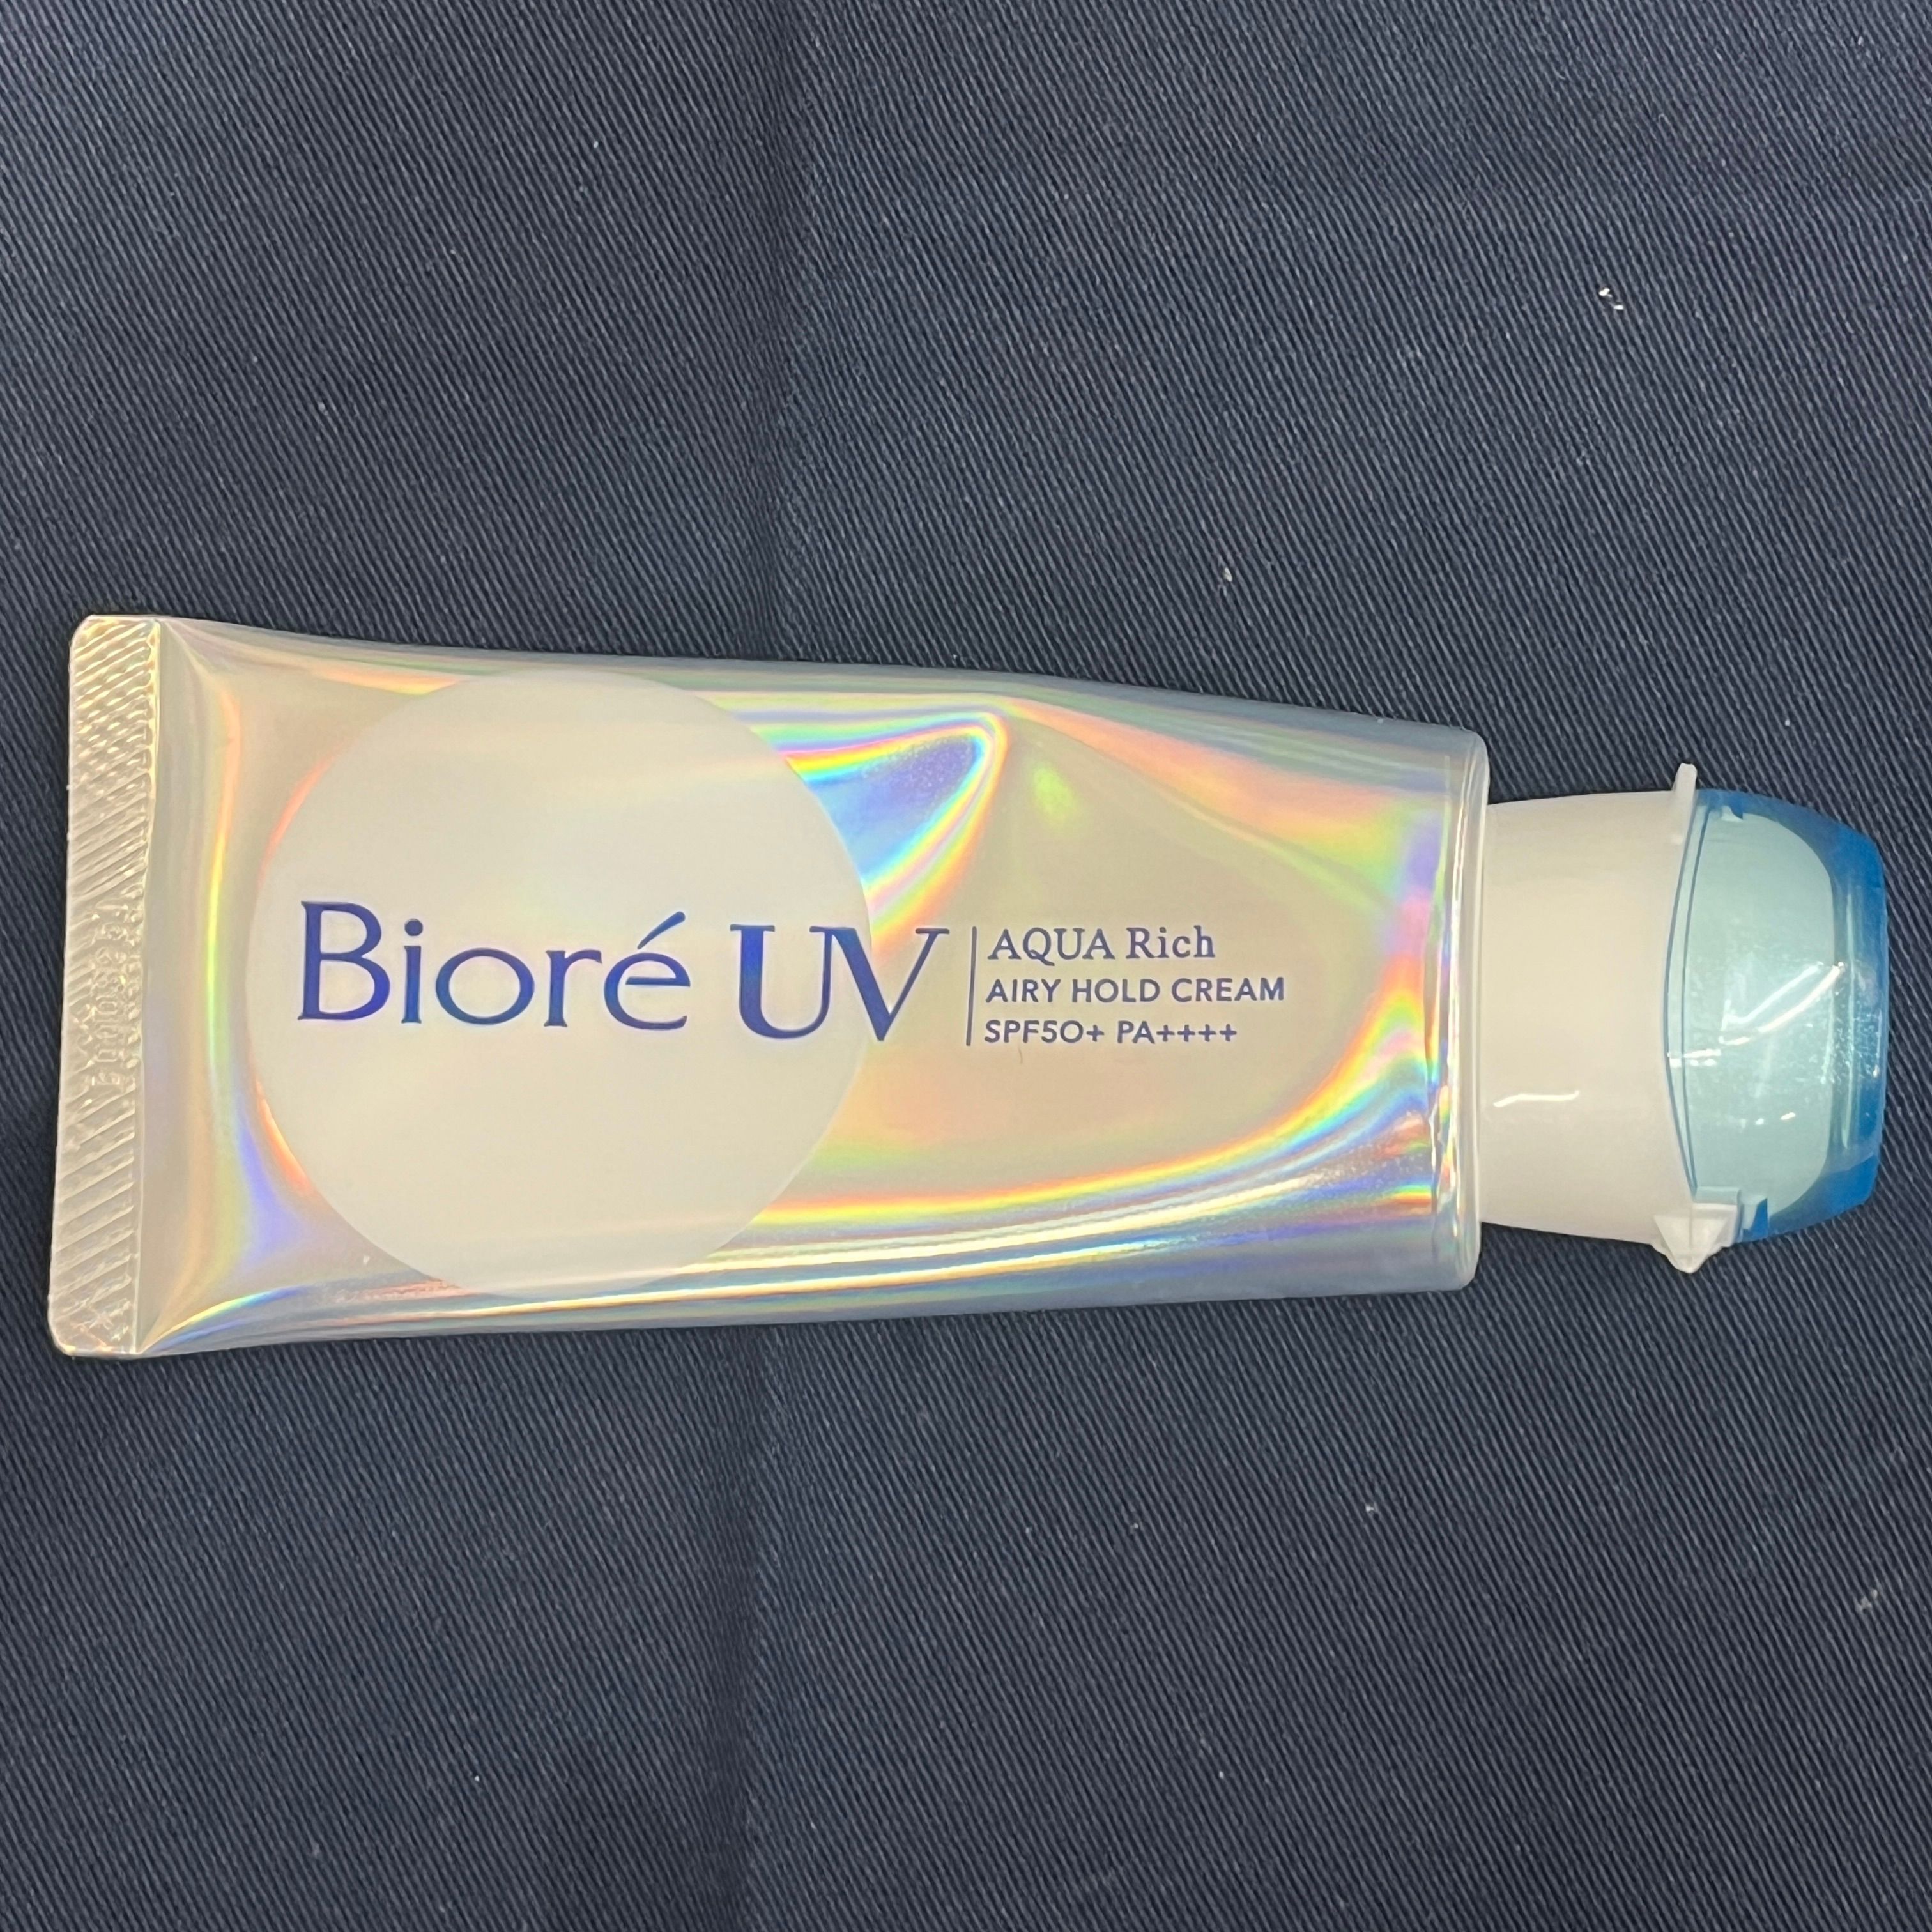 Bioré UV
AQUA Rich
AIRY HOLD CREAM
SPF50+ PA++++